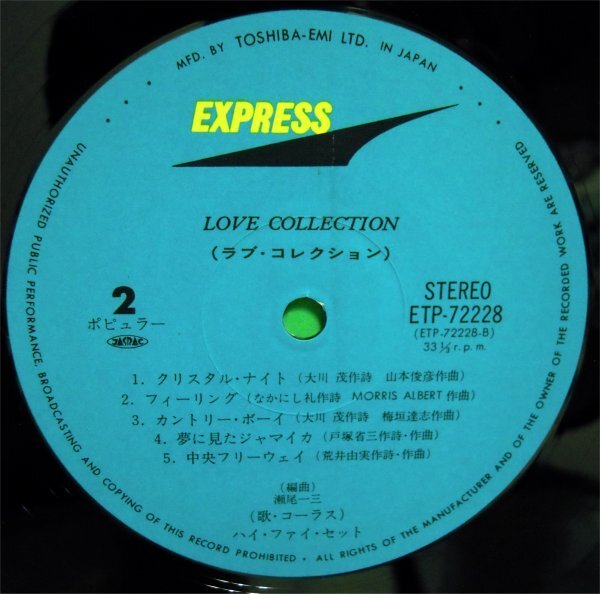 MFD. BY TOSHIBA-EMI LTD. IN JAPAN
EXPRESS
LOVE COLLECTION
(ラブ・コレクション)
2
ポピュラー
JASRAC
STEREO
ETP-72228
(ETP-72228-B)
33 1/3 r.p.m.
1. クリスタル・ナイト (大川 茂作詩 山本俊彦作曲)
2. フィーリング (なかにし礼作詩 MORRIS ALBERT 作曲)
3. カントリー・ボーイ (大川 茂作詩 梅垣達志作曲)
4. 夢に見たジャマイカ (戸塚省三作詩・作曲)
5. 中央フリーウェイ (荒井由実作詩・作曲)
(編曲)
瀬尾一三
(歌・コーラス)
ハイ・ファイ・セット
UNAUTHORIZED PUBLIC PERFORMANCE, BROADCASTING AND COPYING OF THIS RECORD PROHIBITED • ALL RIGHTS OF THE MANUFACTURER AND OF THE OWNER OF THE RECORDED WORK ARE RESERVED